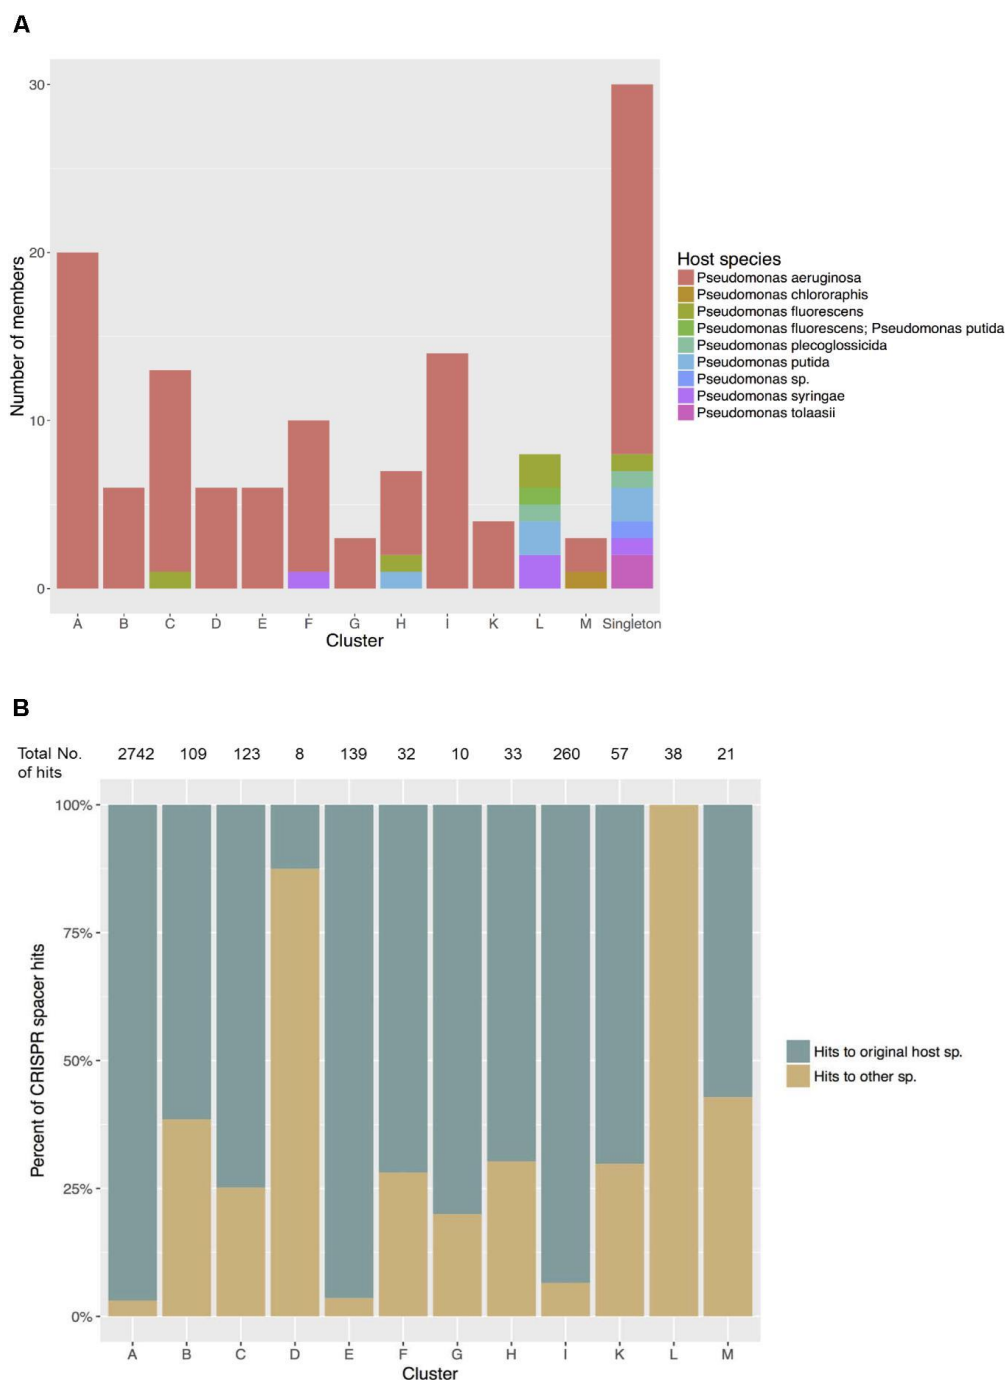 A
Number of members
30
20
10
0
A B C D E F G H I K L M Singleton
Cluster
Host species
Pseudomonas aeruginosa
Pseudomonas chlororaphis
Pseudomonas fluorescens
Pseudomonas fluorescens; Pseudomonas putida
Pseudomonas plecoglossicida
Pseudomonas putida
Pseudomonas sp.
Pseudomonas syringae
Pseudomonas tolaasii
B
Total No. 2742 109 123 8 139 32 10 33 260 57 38 21
of hits
Percent of CRISPR spacer hits
100%
75%
50%
25%
0%
A B C D E F G H I K L M
Cluster
Hits to original host sp.
Hits to other sp.